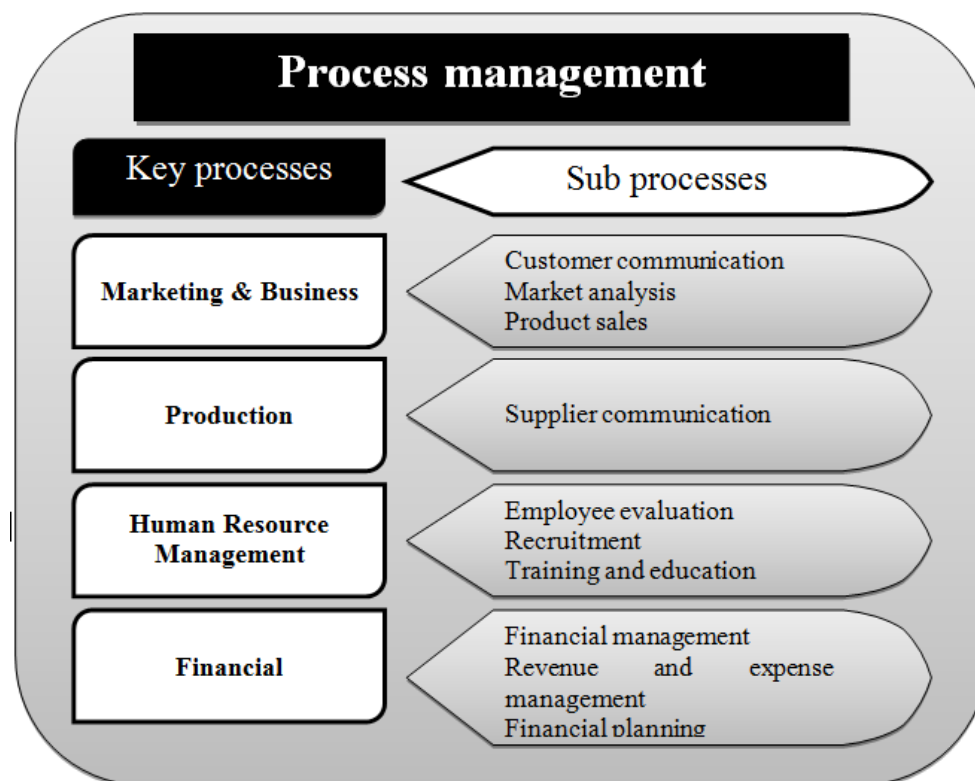 Process management
Key processes
Sub processes
Marketing & Business
Customer communication
Market analysis
Product sales
Production
Supplier communication
Human Resource
Management
Employee evaluation
Recruitment
Training and education
Financial
Financial management
Revenue and expense
management
Financial planning